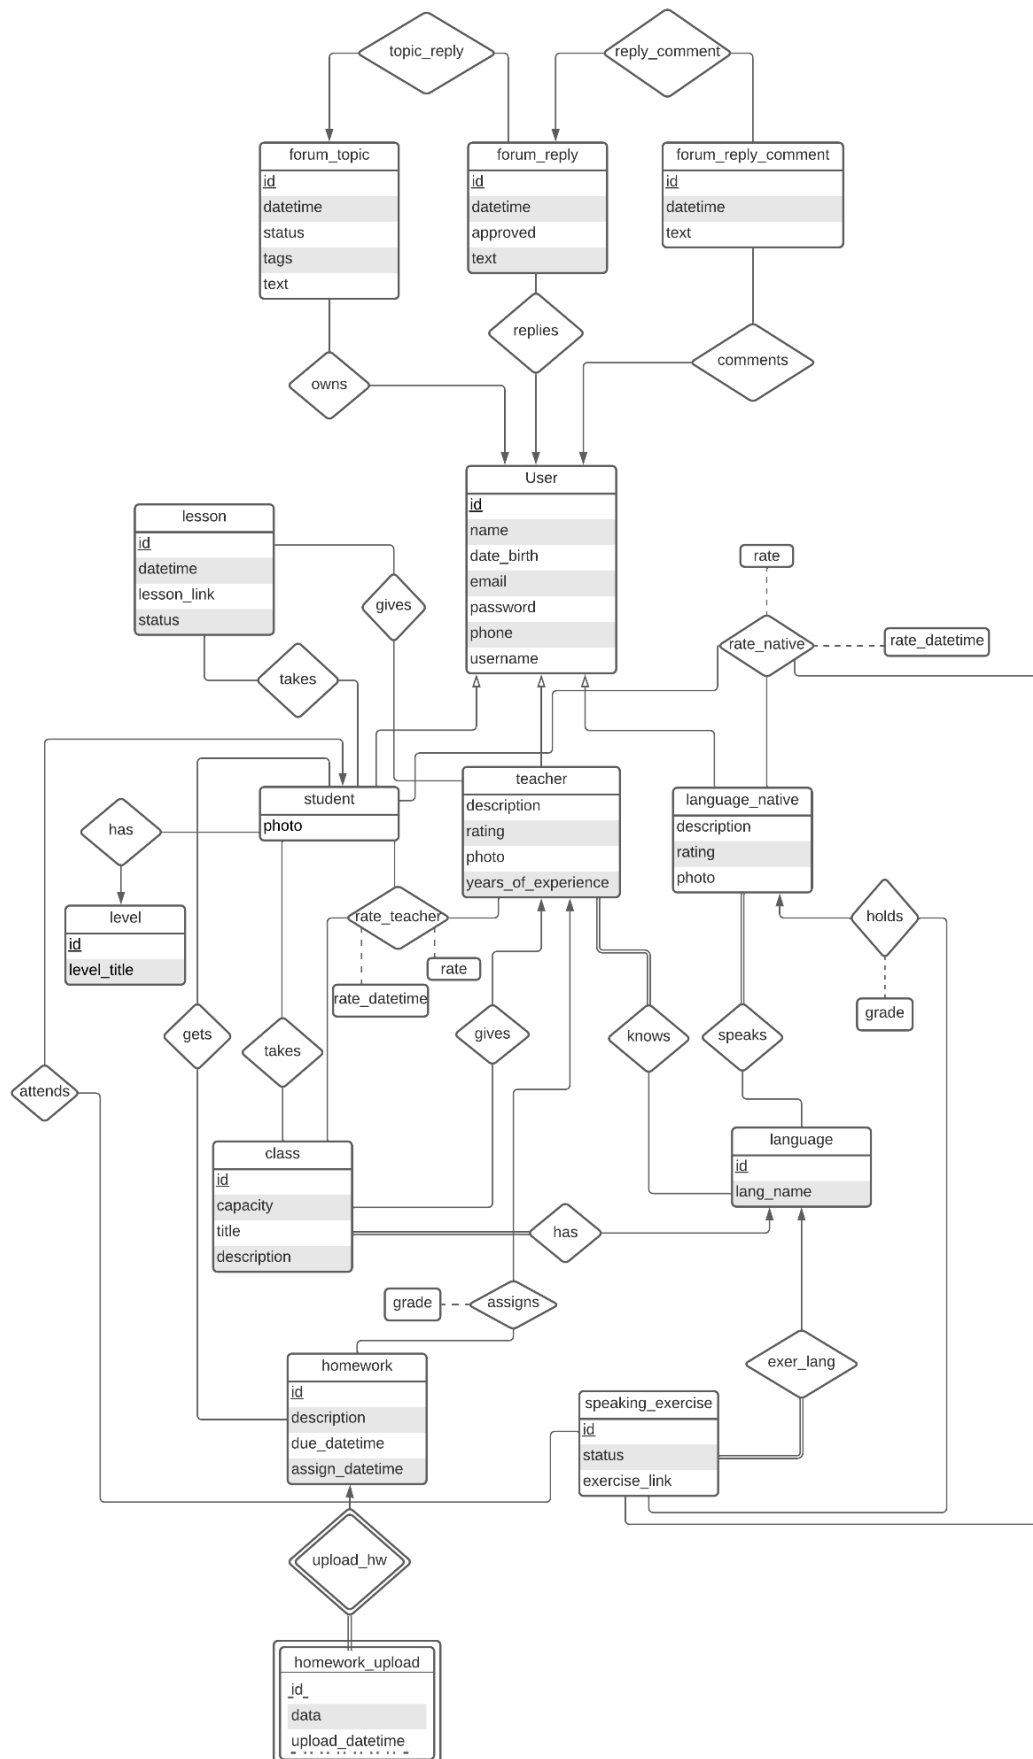 topic_reply
reply_comment
forum_topic
id
datetime
status
tags
text
forum_reply
id
datetime
approved
text
forum_reply_comment
id
datetime
text
owns
replies
comments
User
id
name
date_birth
email
password
phone
username
lesson
id
datetime
lesson_link
status
gives
takes
rate
rate_native
rate_datetime
student
photo
teacher
description
rating
photo
years_of_experience
language_native
description
rating
photo
has
level
id
level_title
rate_teacher
rate
rate_datetime
holds
grade
gets
takes
gives
knows
speaks
attends
class
id
capacity
title
description
language
id
lang_name
has
grade
assigns
exer_lang
homework
id
description
due_datetime
assign_datetime
speaking_exercise
id
status
exercise_link
upload_hw
homework_upload
id
data
upload_datetime